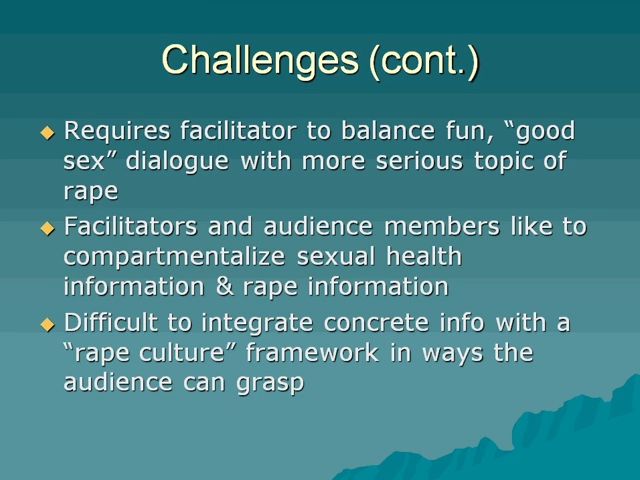 Challenges (cont.)
Requires facilitator to balance fun, “good
sex” dialogue with more serious topic of
rape
Facilitators and audience members like to
compartmentalize sexual health
information & rape information
Difficult to integrate concrete info with a
“rape culture” framework in ways the
audience can grasp